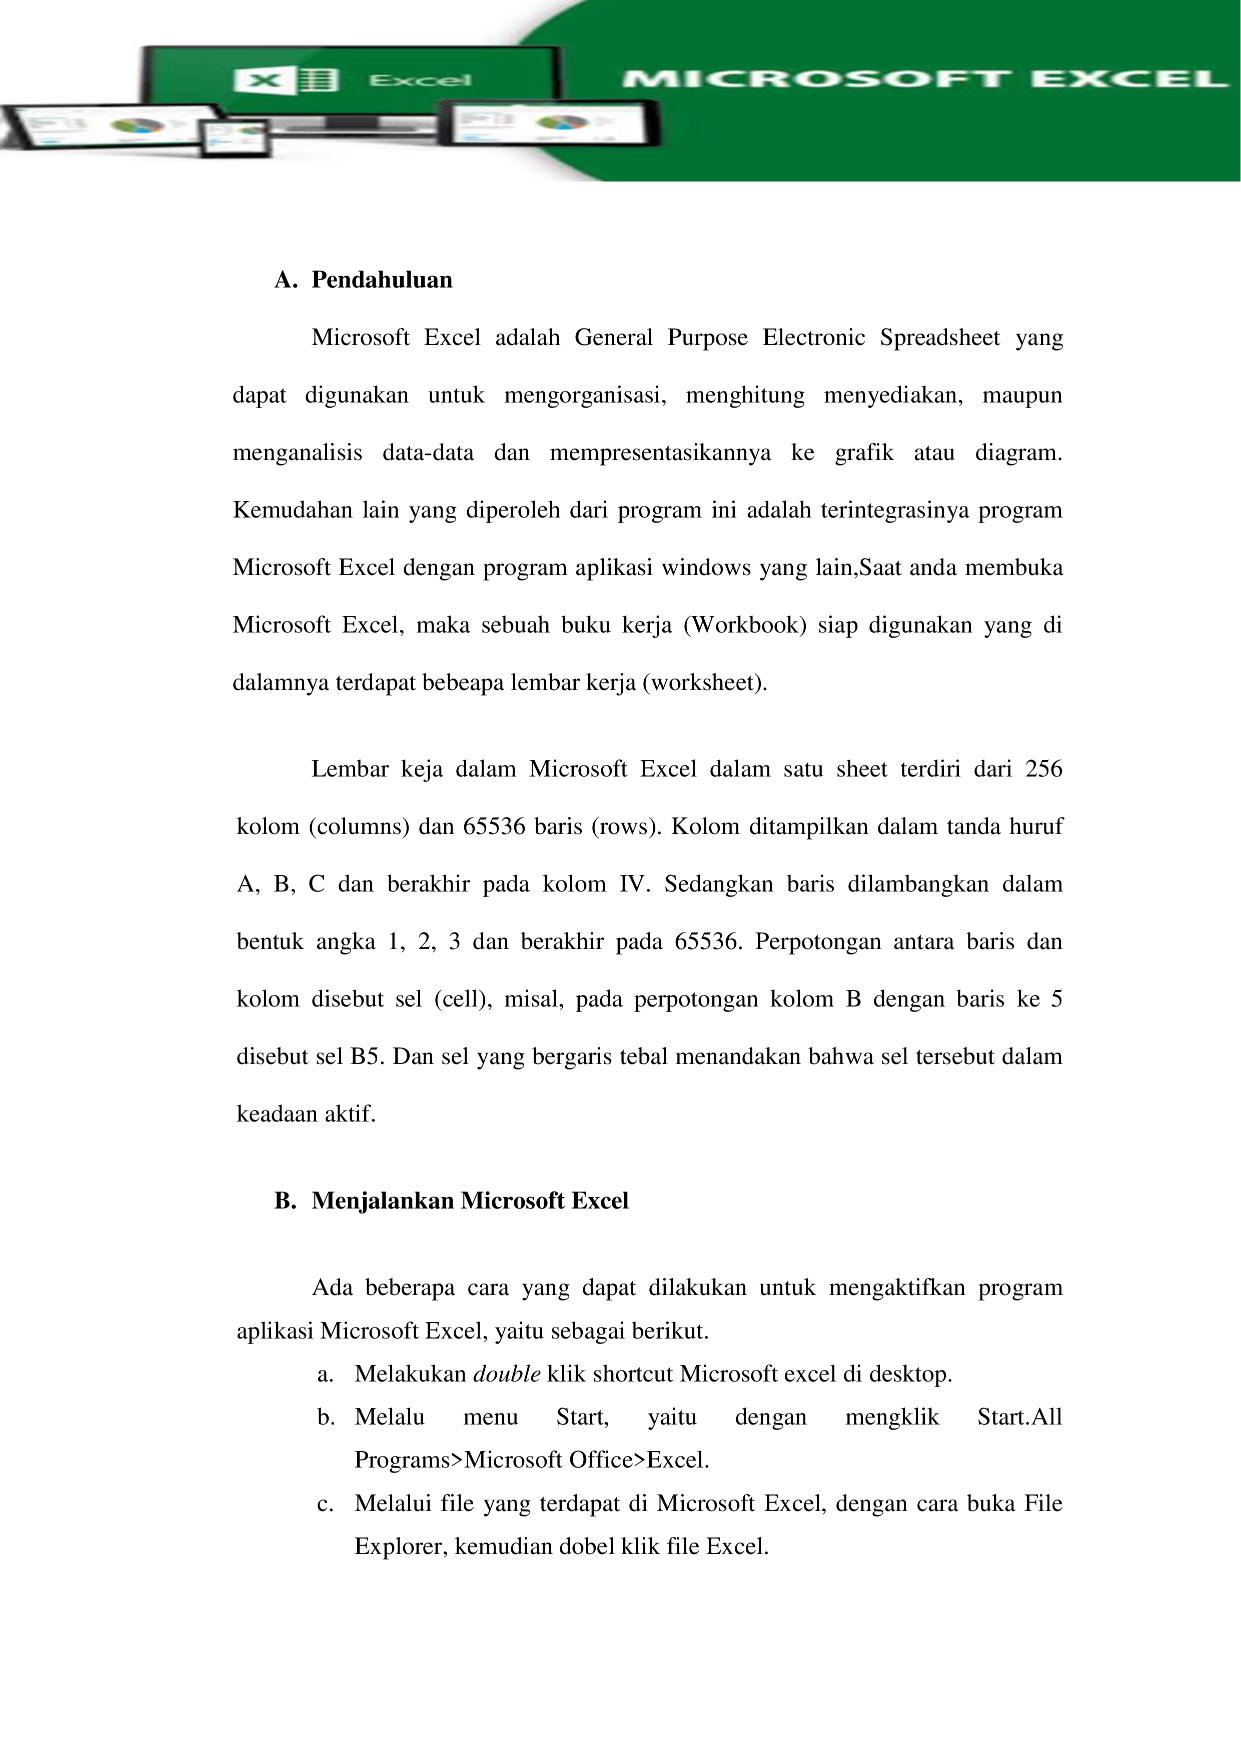 Excel
MICROSOFT EXCEL
A. Pendahuluan
Microsoft Excel adalah General Purpose Electronic Spreadsheet yang
dapat digunakan untuk mengorganisasi, menghitung menyediakan, maupun
menganalisis data-data dan mempresentasikannya ke grafik atau diagram.
Kemudahan lain yang diperoleh dari program ini adalah terintegrasinya program
Microsoft Excel dengan program aplikasi windows yang lain,Saat anda membuka
Microsoft Excel, maka sebuah buku kerja (Workbook) siap digunakan yang di
dalamnya terdapat bebeapa lembar kerja (worksheet).
Lembar keja dalam Microsoft Excel dalam satu sheet terdiri dari 256
kolom (columns) dan 65536 baris (rows). Kolom ditampilkan dalam tanda huruf
A, B, C dan berakhir pada kolom IV. Sedangkan baris dilambangkan dalam
bentuk angka 1, 2, 3 dan berakhir pada 65536. Perpotongan antara baris dan
kolom disebut sel (cell), misal, pada perpotongan kolom B dengan baris ke 5
disebut sel B5. Dan sel yang bergaris tebal menandakan bahwa sel tersebut dalam
keadaan aktif.
B. Menjalankan Microsoft Excel
Ada beberapa cara yang dapat dilakukan untuk mengaktifkan program
aplikasi Microsoft Excel, yaitu sebagai berikut.
a. Melakukan double klik shortcut Microsoft excel di desktop.
b. Melalu menu Start, yaitu dengan mengklik Start.All
Programs>Microsoft Office>Excel.
c. Melalui file yang terdapat di Microsoft Excel, dengan cara buka File
Explorer, kemudian dobel klik file Excel.